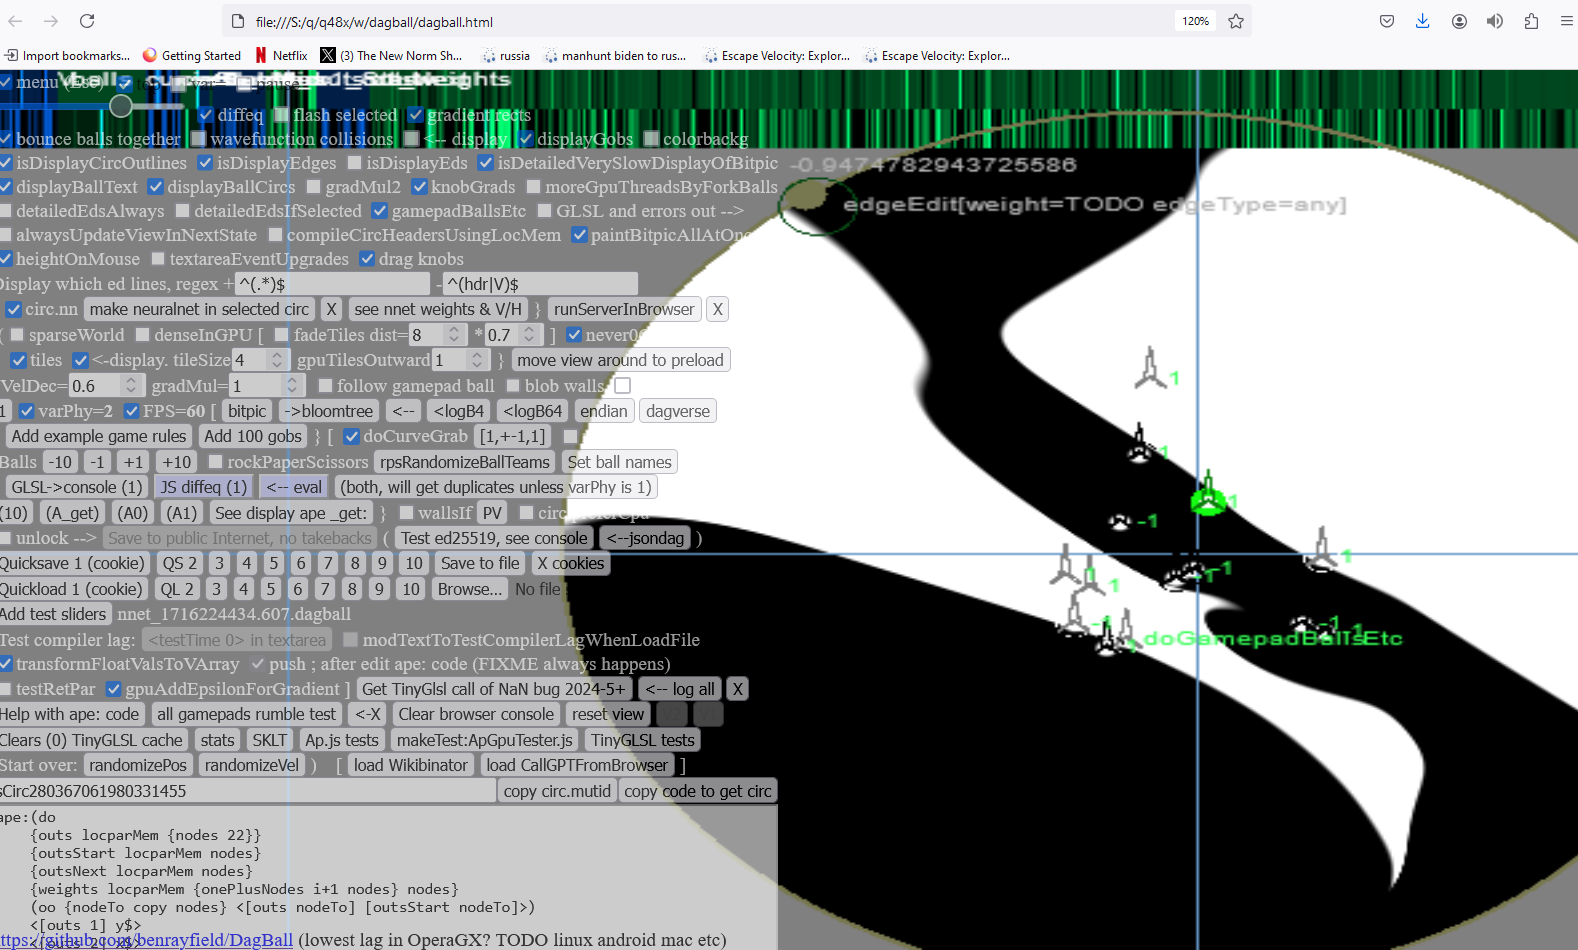 file:///S:/q/q48x/w/dagball/dagball.html
120%
Import bookmarks... Getting Started Netflix (3) The New Norm Sh... russia manhunt biden to rus... Escape Velocity: Explor... Escape Velocity: Explor...
menu (Esc)
diffeq flash selected gradient rects
bounce balls together wavefunction collisions <-- display displayGobs colorbackg
isDisplayCircOutlines isDisplayEdges isDisplayEds isDetailedVerySlowDisplayOfBitpic
-0.9474782943725586
displayBallText displayBallCircs gradMul2 knobGrads moreGpuThreadsByForkBalls
edgeEdit[weight=TODO edgeType=any]
detailedEdsAlways detailedEdsIfSelected gamepadBallsEtc GLSL and errors out -->
alwaysUpdateViewInNextState compileCircHeadersUsingLocMem paintBitpicAllAtOnc
heightOnMouse textareaEventUpgrades drag knobs
Display which ed lines, regex + ^(.*)$ - ^(hdr|V)$
circ.nn make neuralnet in selected circ X see nnet weights & V/H } runServerInBrowser X
( sparseWorld denseInGPU [ fadeTiles dist= 8 * 0.7 ]
tiles <-display. tileSize 4 gpuTilesOutward 1 } move view around to preload
VelDec= 0.6 gradMul= 1 follow gamepad ball blob walls
1 varPhy=2 FPS=60 [ bitpic ->bloomtree <-- <logB4 <logB64 endian dagverse
Add example game rules Add 100 gobs } [ doCurveGrab [1,+-1,1]
Balls -10 -1 +1 +10 rockPaperScissors rpsRandomizeBallTeams Set ball names
GLSL->console (1) JS diffeq (1) <-- eval (both, will get duplicates unless varPhy is 1)
(10) (A_get) (A0) (A1) See display ape _get: } wallsIf PV
unlock --> Save to public Internet, no takebacks ( Test ed25519, see console <--jsondag )
Quicksave 1 (cookie) QS 2 3 4 5 6 7 8 9 10 Save to file X cookies
Quickload 1 (cookie) QL 2 3 4 5 6 7 8 9 10 Browse... No file
Add test sliders nnet_1716224434.607.dagball
doGamepadBallsEtc
Test compiler lag: <testTime 0> in textarea modTextToTestCompilerLagWhenLoadFile
transformFloatValsToVArray push ; after edit ape: code (FIXME always happens)
testRetPar gpuAddEpsilonForGradient ] Get TinyGlsl call of NaN bug 2024-5+ <-- log all X
Help with ape: code all gamepads rumble test <-X Clear browser console reset view
Clears (0) TinyGLSL cache stats SKLT Ap.js tests makeTest:ApGpuTester.js TinyGLSL tests
Start over: randomizePos randomizeVel ) [ load Wikibinator load CallGPTFromBrowser ]
sCirc280367061980331455 copy circ.mutid copy code to get circ
ape:(do
{outs locparMem {nodes 22}}
{outsStart locparMem nodes}
{outsNext locparMem nodes}
{weights locparMem {onePlusNodes i+1 nodes} nodes}
(oo {nodeTo copy nodes} <[outs nodeTo] [outsStart nodeTo]>)
<[outs 1] y$>
ttps://github.com/benrayfield/DagBall (lowest lag in OperaGX? TODO linux android mac etc)